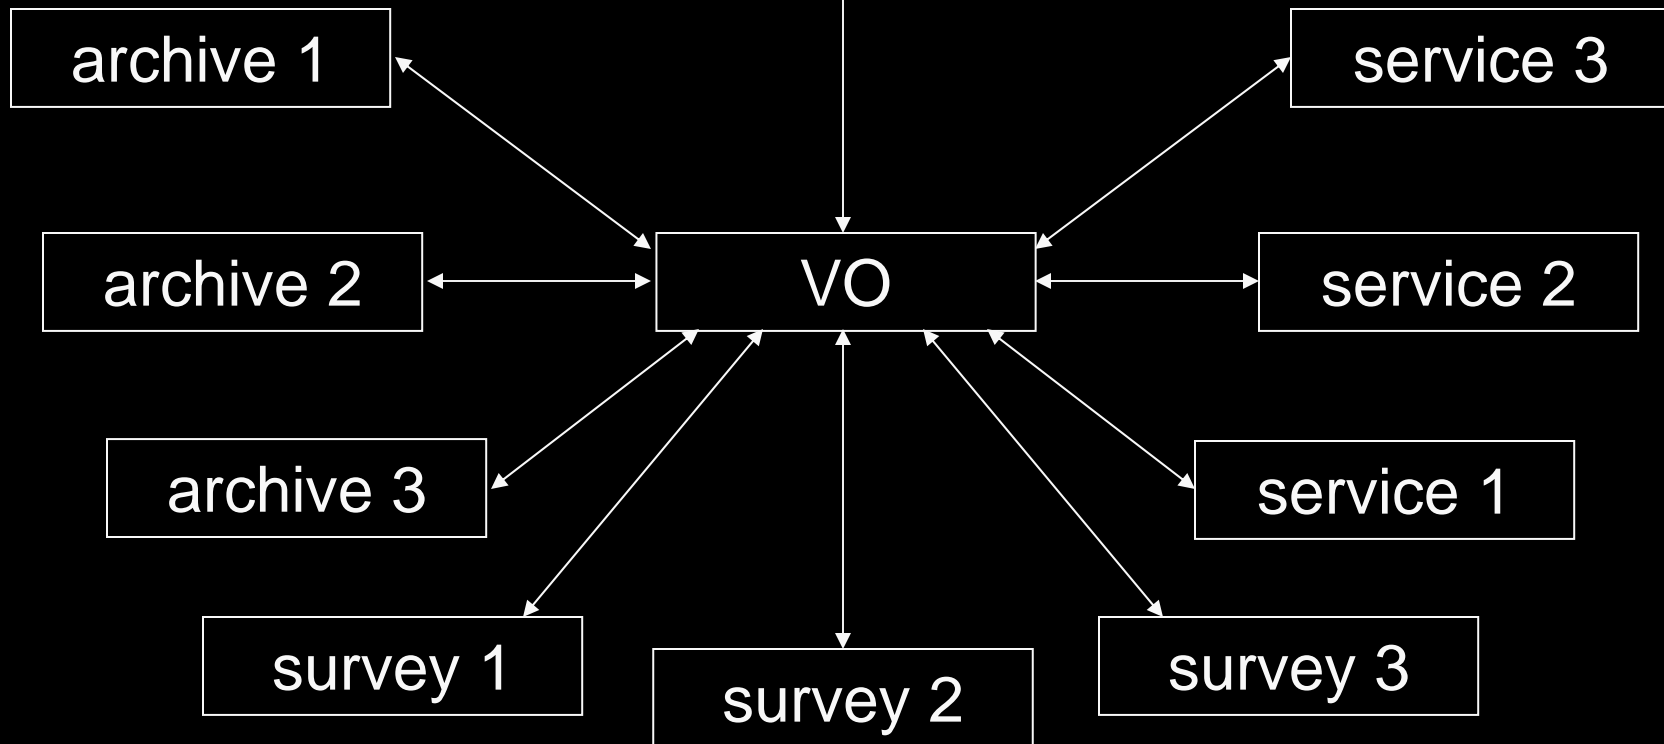 archive 1
service 3
archive 2
VO
service 2
archive 3
service 1
survey 1
survey 2
survey 3